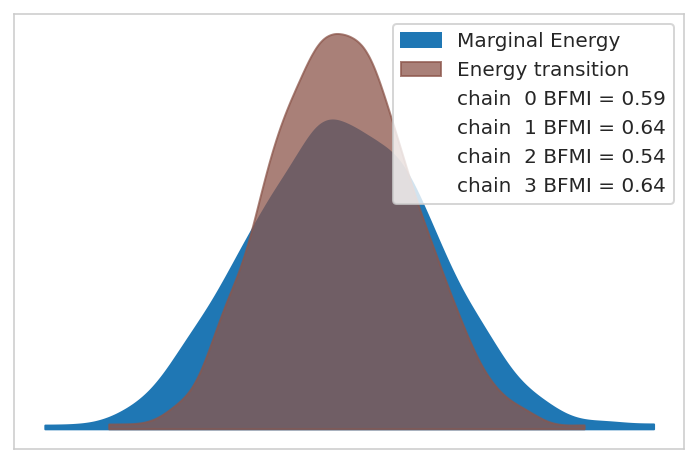 Marginal Energy
Energy transition
chain  0 BFMI = 0.59
chain  1 BFMI = 0.64
chain  2 BFMI = 0.54
chain  3 BFMI = 0.64